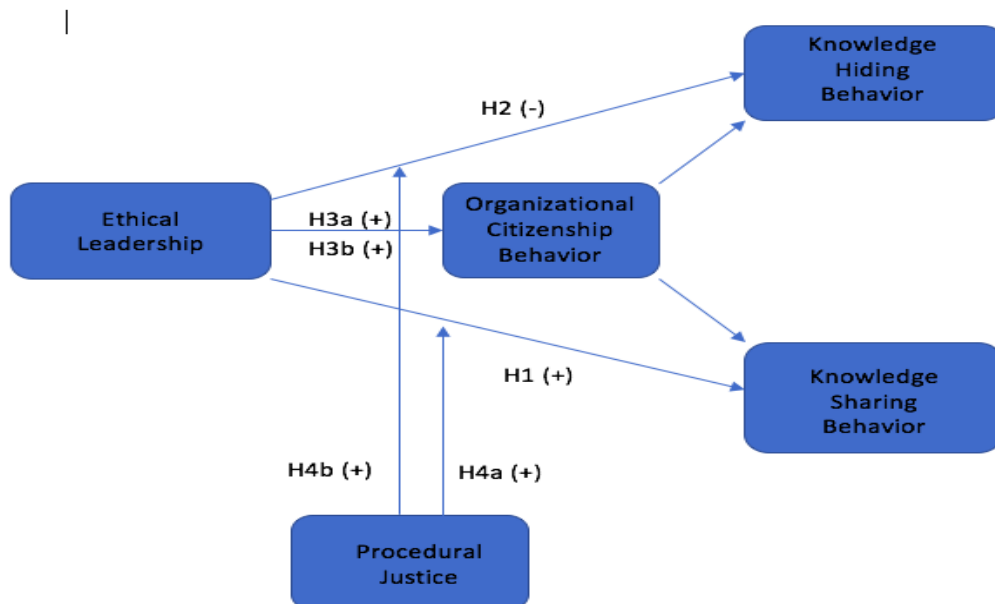 Knowledge
Hiding
Behavior
H2 (-)
Ethical
Leadership
H3a (+)
H3b (+)
Organizational
Citizenship
Behavior
H1 (+)
Knowledge
Sharing
Behavior
H4b (+)
H4a (+)
Procedural
Justice